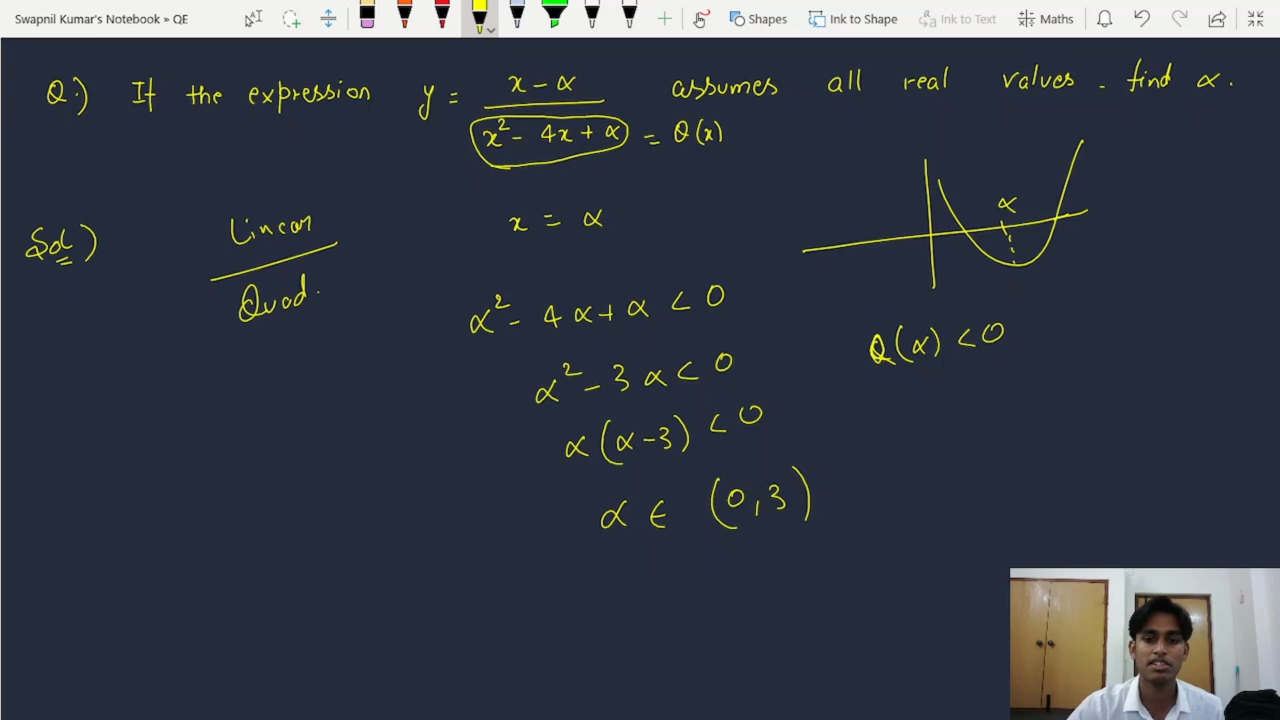 Swapnil Kumar's Notebook » QE
Shapes
Ink to Shape
Ink to Text
Maths
Q:) If the expression y = x - α / x² - 4x + α = Q(x) assumes all real values. find α.
Sol)
Linear / Quad.
x = α
α
α² - 4α + α < 0
Q(α) < 0
α² - 3α < 0
α(α-3) < 0
α ∈ (0,3)